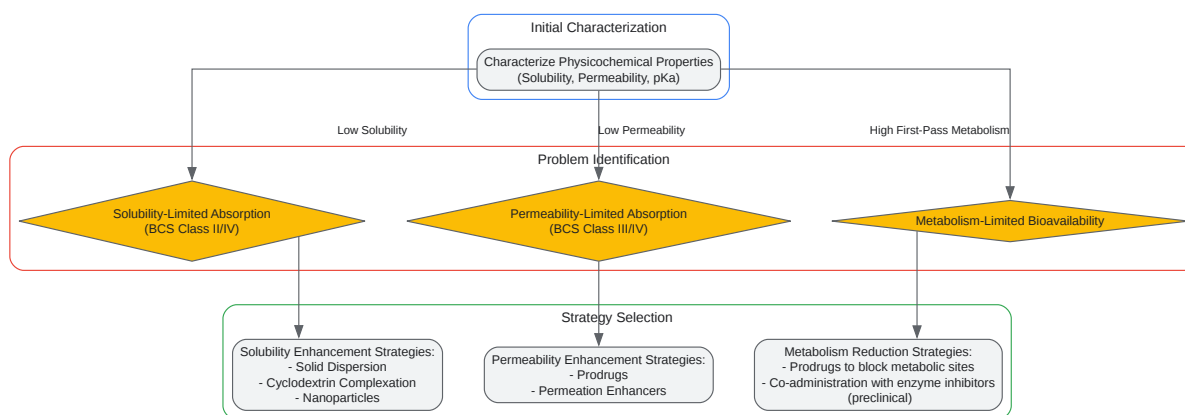 Initial Characterization
Characterize Physicochemical Properties
(Solubility, Permeability, pKa)
Low Solubility
Low Permeability
High First-Pass Metabolism
Problem Identification
Solubility-Limited Absorption
(BCS Class II/IV)
Permeability-Limited Absorption
(BCS Class III/IV)
Metabolism-Limited Bioavailability
Strategy Selection
Solubility Enhancement Strategies:
- Solid Dispersion
- Cyclodextrin Complexation
- Nanoparticles
Permeability Enhancement Strategies:
- Prodrugs
- Permeation Enhancers
Metabolism Reduction Strategies:
- Prodrugs to block metabolic sites
- Co-administration with enzyme inhibitors
(preclinical)